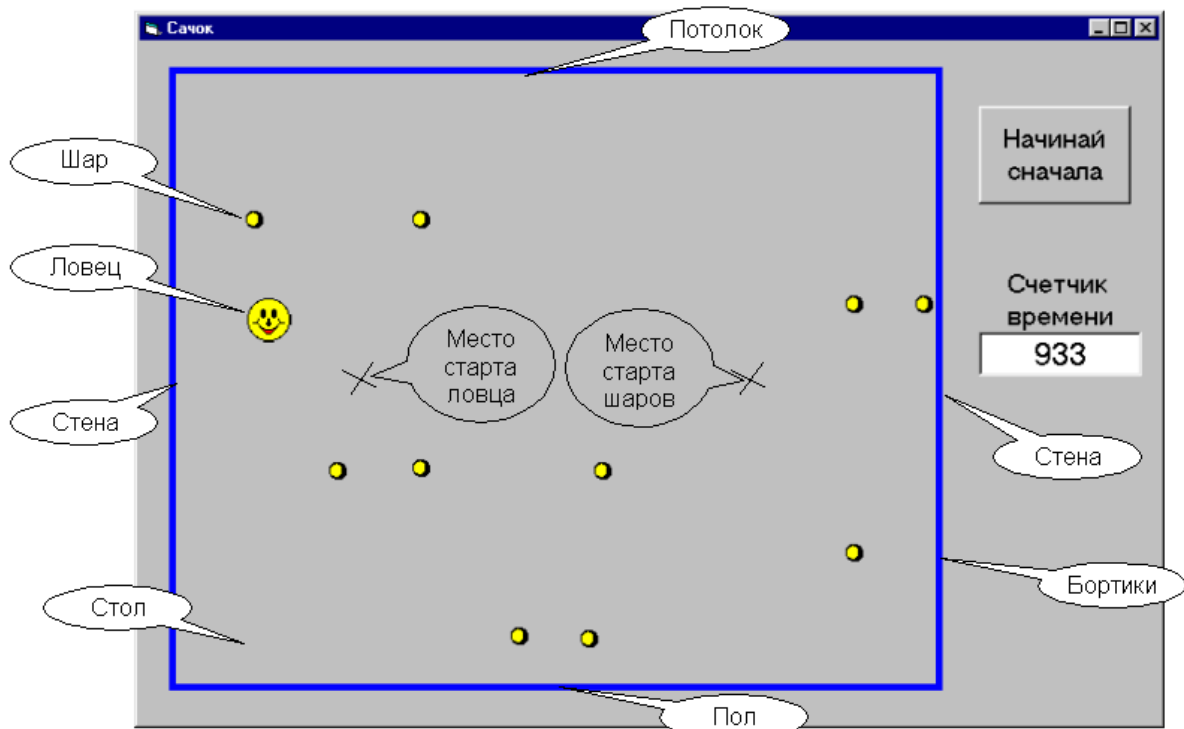 Сачок
Потолок
Начинай
сначала
Шар
Ловец
Счетчик
времени
933
Место
старта
ловца
Место
старта
шаров
Стена
Стена
Бортики
Стол
Пол